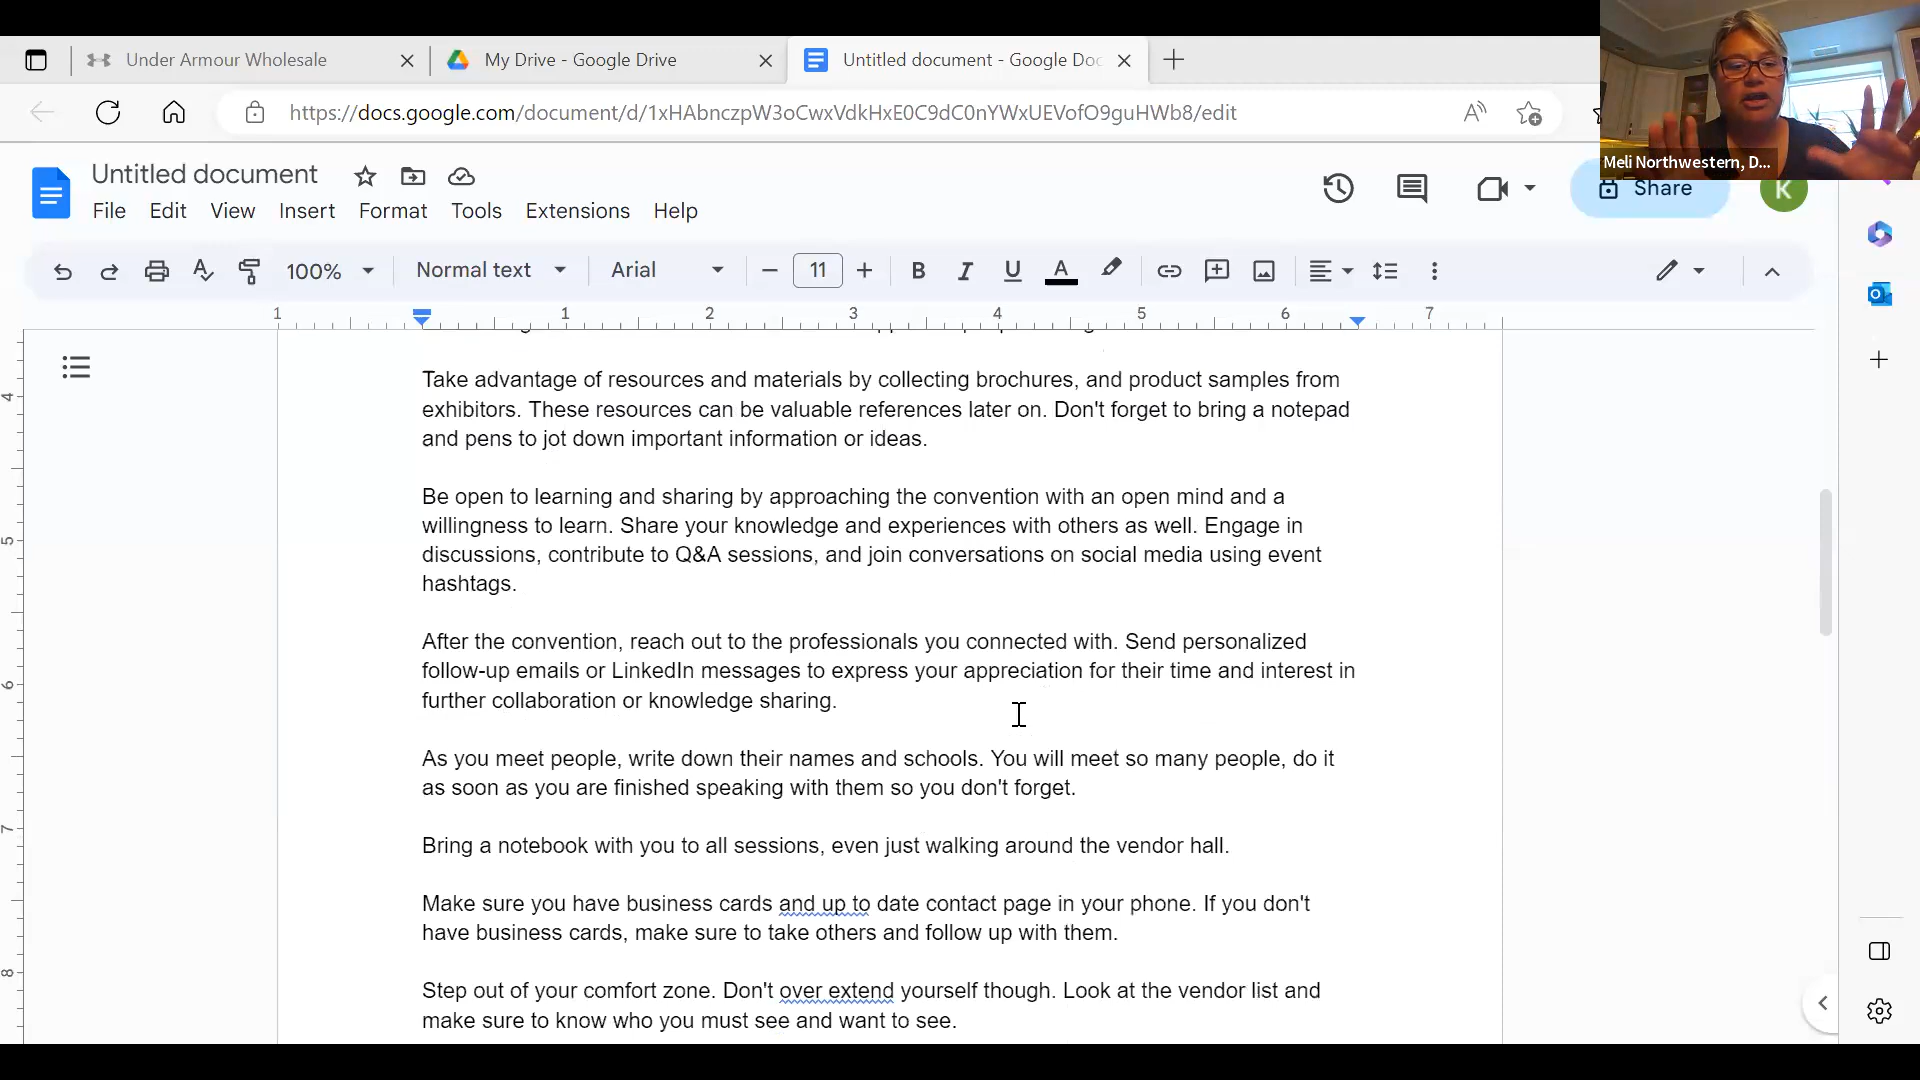 Under Armour Wholesale
My Drive - Google Drive
Untitled document - Google Doc
https://docs.google.com/document/d/1xHAbnczpW3oCwxVdkHxE0C9dC0nYWxUEVofO9guHWb8/edit
Meli Northwestern, D...
Untitled document
File Edit View Insert Format Tools Extensions Help
Share
K
100% Normal text Arial 11 B I U A
1 1 2 3 4 5 6 7
4
5
6
7
8
Take advantage of resources and materials by collecting brochures, and product samples from
exhibitors. These resources can be valuable references later on. Don't forget to bring a notepad
and pens to jot down important information or ideas.
Be open to learning and sharing by approaching the convention with an open mind and a
willingness to learn. Share your knowledge and experiences with others as well. Engage in
discussions, contribute to Q&A sessions, and join conversations on social media using event
hashtags.
After the convention, reach out to the professionals you connected with. Send personalized
follow-up emails or LinkedIn messages to express your appreciation for their time and interest in
further collaboration or knowledge sharing.
As you meet people, write down their names and schools. You will meet so many people, do it
as soon as you are finished speaking with them so you don't forget.
Bring a notebook with you to all sessions, even just walking around the vendor hall.
Make sure you have business cards and up to date contact page in your phone. If you don't
have business cards, make sure to take others and follow up with them.
Step out of your comfort zone. Don't over extend yourself though. Look at the vendor list and
make sure to know who you must see and want to see.